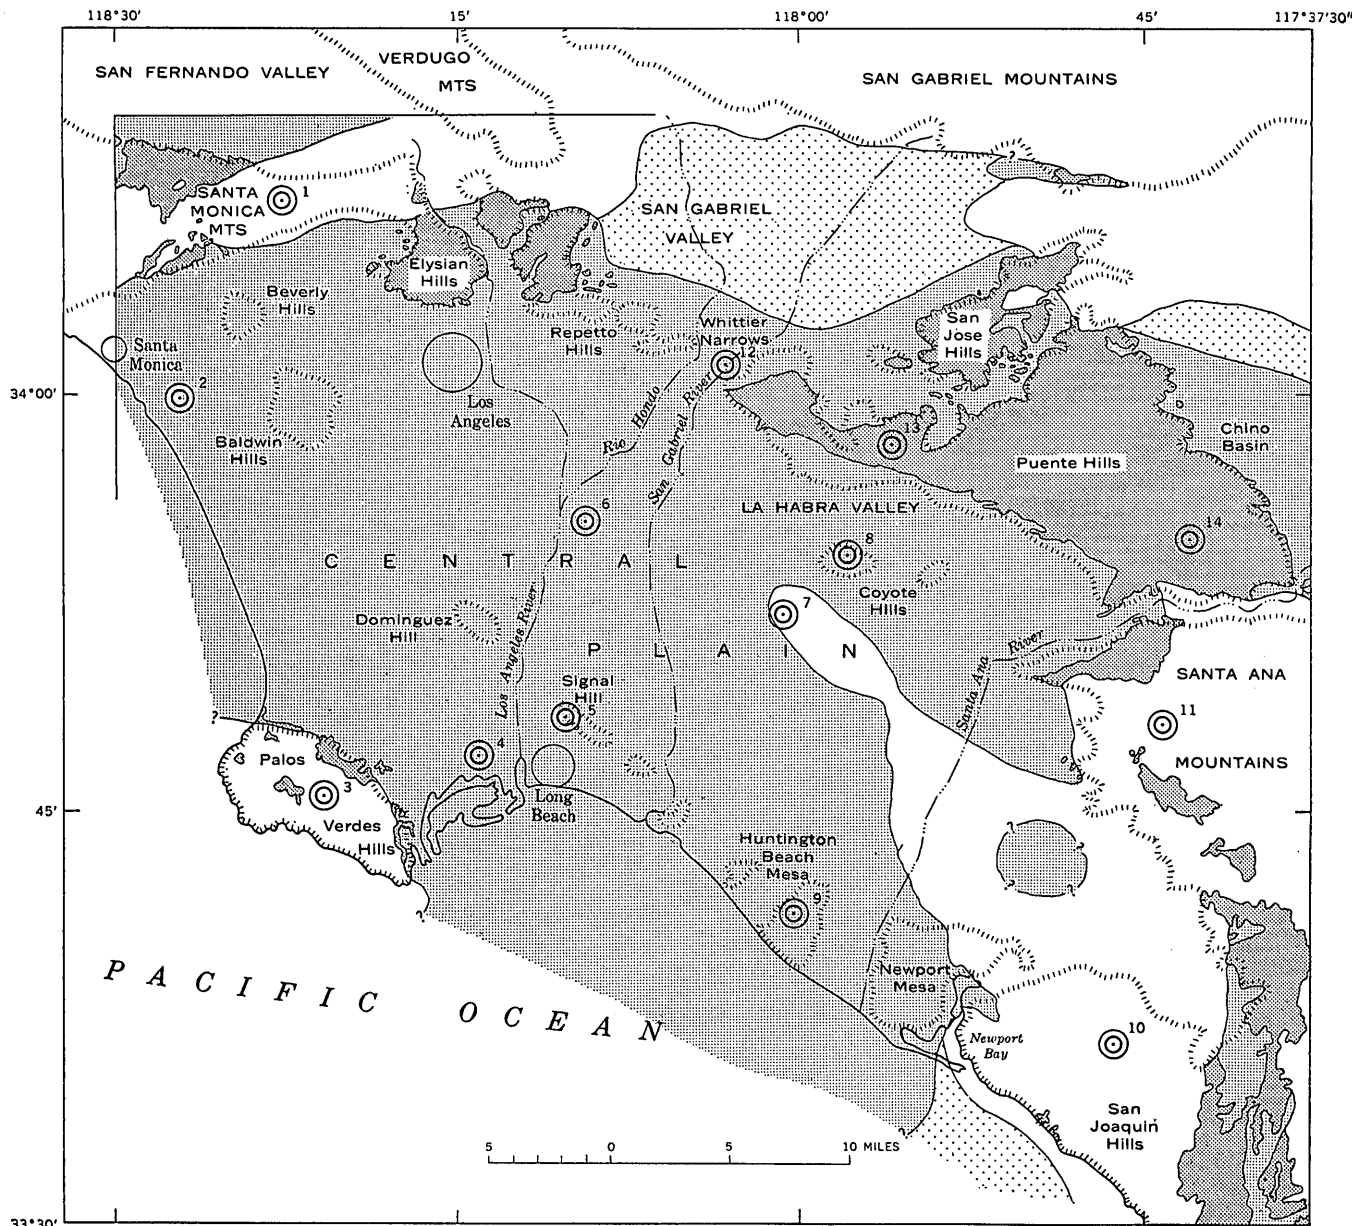 118°30'
15'
118°00'
45'
117°37'30"
SAN FERNANDO VALLEY
VERDUGO
MTS
SAN GABRIEL MOUNTAINS
?
SANTA
MONICA
MTS
1
SAN GABRIEL
VALLEY
Elysian
Hills
Beverly
Hills
Repetto
Hills
Whittier
Narrows
12
San
Jose
Hills
Santa
Monica
2
34°00'
Los
Angeles
Baldwin
Hills
Rio Hondo
San Gabriel River
13
Chino
Basin
Puente Hills
6
LA HABRA VALLEY
14
8
CENTRAL
Coyote
Hills
7
Dominguez
Hill
Los Angeles River
PLAIN
Santa Ana River
SANTA ANA
Signal
Hill
5
11
?
4
MOUNTAINS
Palos
3
Long
Beach
45'
Verdes
Hills
Huntington
Beach
Mesa
?
?
?
?
9
?
PACIFIC OCEAN
Newport
Mesa
Newport
Bay
10
San
Joaquin
Hills
?
5 0 5 10 MILES
33°30'